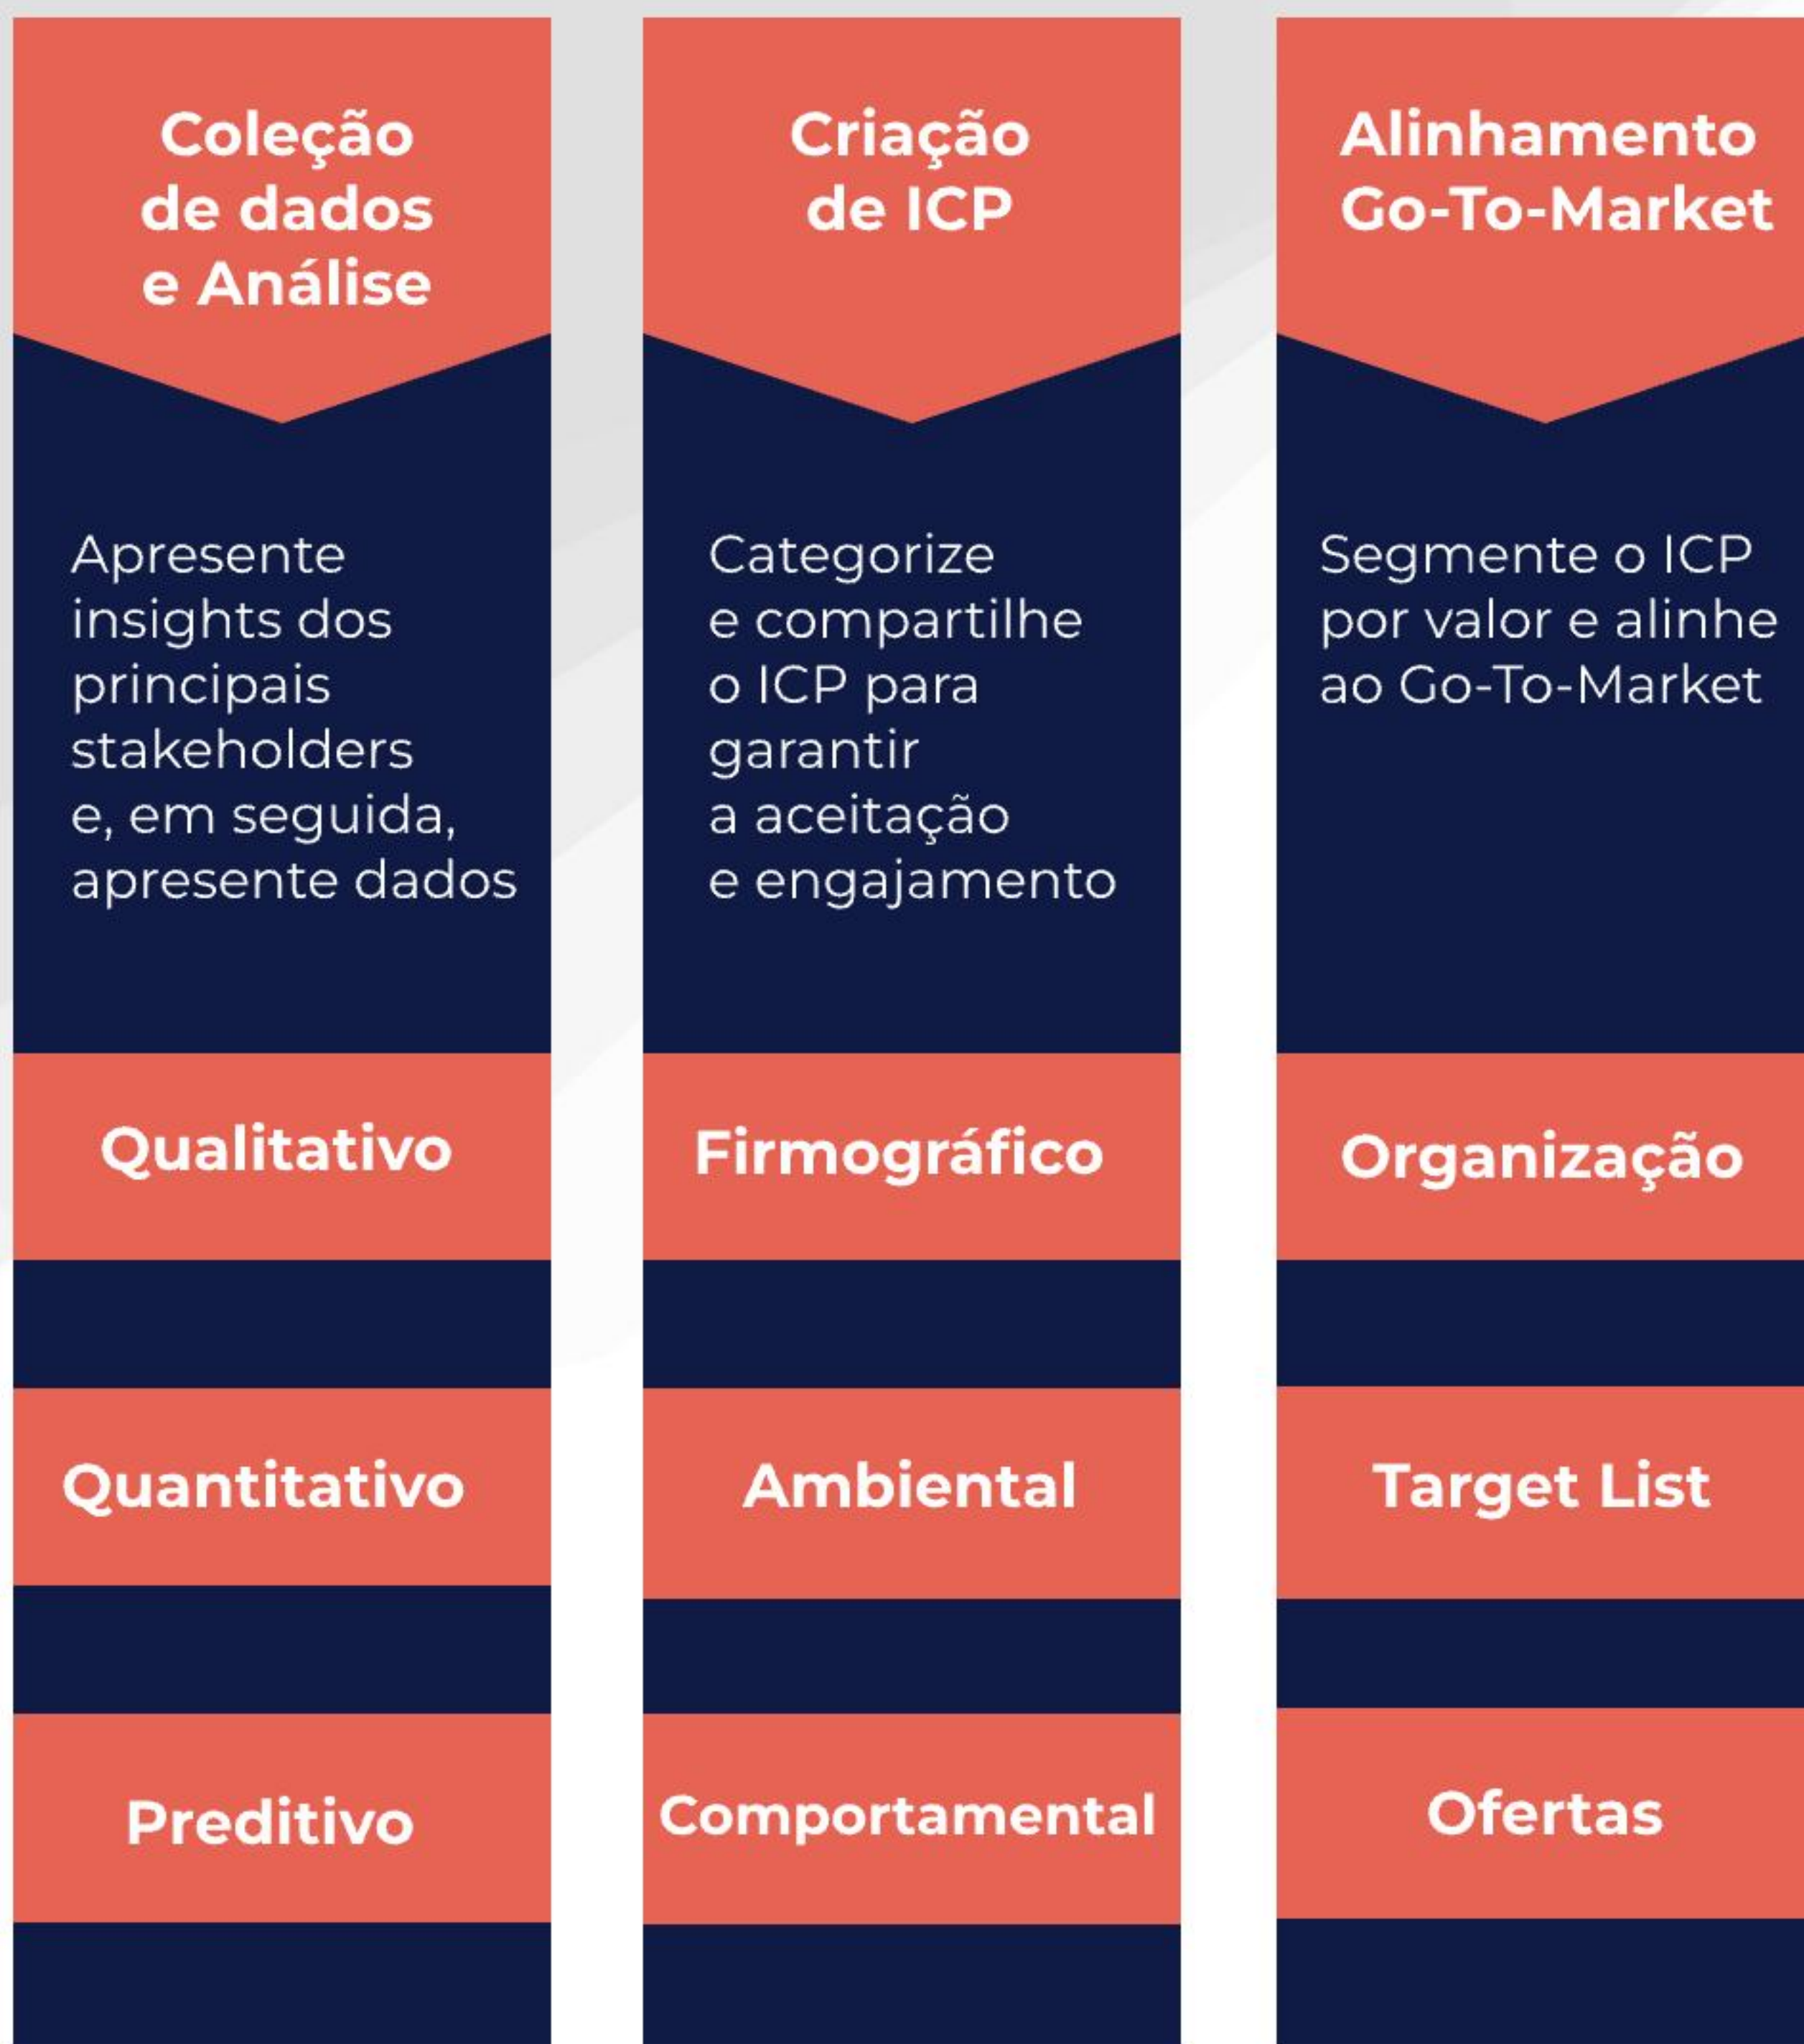 Coleção
de dados
e Análise
Apresente
insights dos
principais
stakeholders
e, em seguida,
apresente dados
Qualitativo
Quantitativo
Preditivo
Criação
de ICP
Categorize
e compartilhe
o ICP para
garantir
a aceitação
e engajamento
Firmográfico
Ambiental
Comportamental
Alinhamento
Go-To-Market
Segmente o ICP
por valor e alinhe
ao Go-To-Market
Organização
Target List
Ofertas